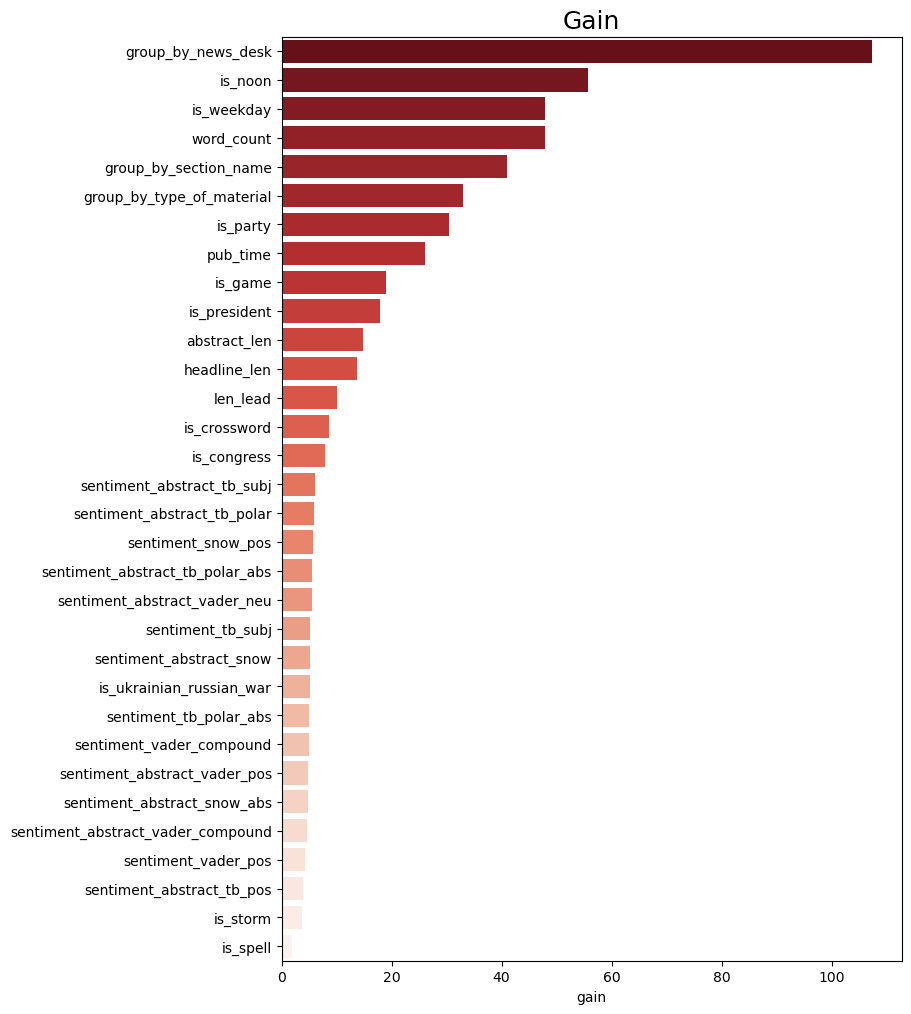 Gain
group_by_news_desk
is_noon
is_weekday
word_count
group_by_section_name
group_by_type_of_material
is_party
pub_time
is_game
is_president
abstract_len
headline_len
len_lead
is_crossword
is_congress
sentiment_abstract_tb_subj
sentiment_abstract_tb_polar
sentiment_snow_pos
sentiment_abstract_tb_polar_abs
sentiment_abstract_vader_neu
sentiment_tb_subj
sentiment_abstract_snow
is_ukrainian_russian_war
sentiment_tb_polar_abs
sentiment_vader_compound
sentiment_abstract_vader_pos
sentiment_abstract_snow_abs
sentiment_abstract_vader_compound
sentiment_vader_pos
sentiment_abstract_tb_pos
is_storm
is_spell
0 20 40 60 80 100
gain